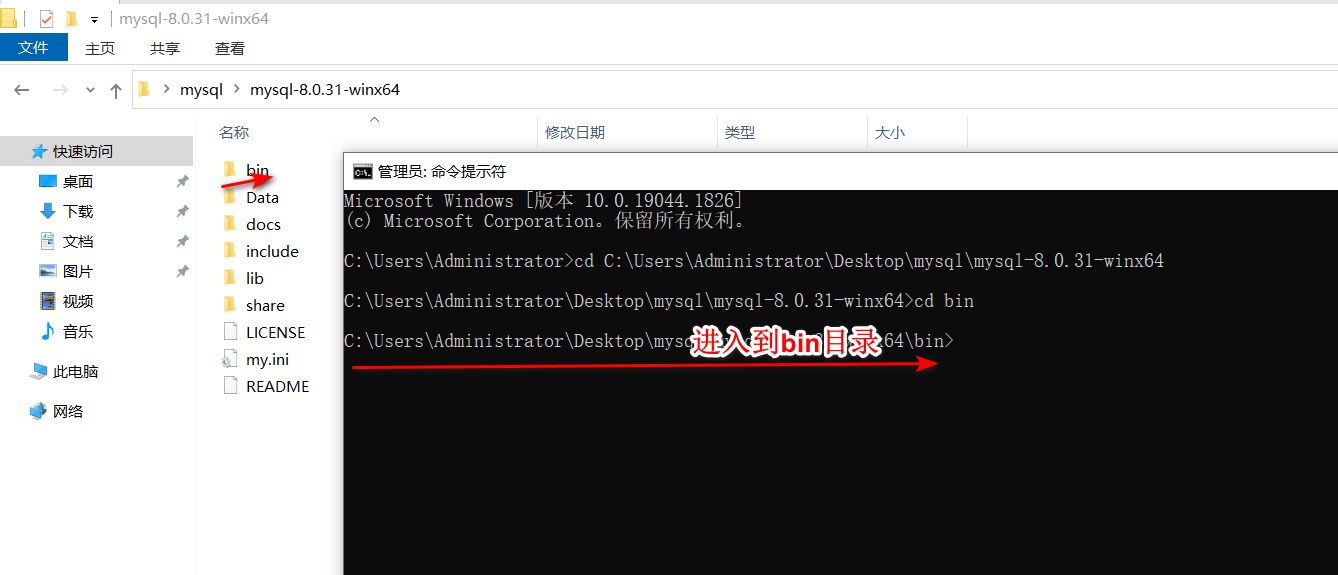 mysql-8.0.31-winx64
文件 主页 共享 查看
mysql mysql-8.0.31-winx64
名称 修改日期 类型 大小
快速访问
桌面
下载
文档
图片
视频
音乐
此电脑
网络
bin
Data
docs
include
lib
share
LICENSE
my.ini
README
管理员: 命令提示符
Microsoft Windows [版本 10.0.19044.1826]
(c) Microsoft Corporation。保留所有权利。
C:\Users\Administrator>cd C:\Users\Administrator\Desktop\mysql\mysql-8.0.31-winx64
C:\Users\Administrator\Desktop\mysql\mysql-8.0.31-winx64>cd bin
C:\Users\Administrator\Desktop\mysql\mysql-8.0.31-winx64\bin>
进入到bin目录